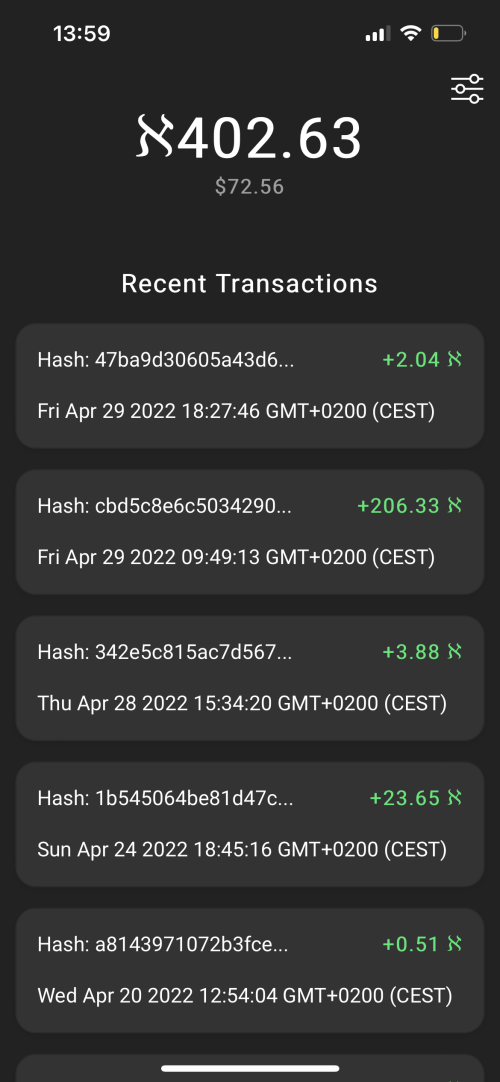 13:59
ℵ402.63
$72.56
Recent Transactions
Hash: 47ba9d30605a43d6... +2.04 ℵ
Fri Apr 29 2022 18:27:46 GMT+0200 (CEST)
Hash: cbd5c8e6c5034290... +206.33 ℵ
Fri Apr 29 2022 09:49:13 GMT+0200 (CEST)
Hash: 342e5c815ac7d567... +3.88 ℵ
Thu Apr 28 2022 15:34:20 GMT+0200 (CEST)
Hash: 1b545064be81d47c... +23.65 ℵ
Sun Apr 24 2022 18:45:16 GMT+0200 (CEST)
Hash: a8143971072b3fce... +0.51 ℵ
Wed Apr 20 2022 12:54:04 GMT+0200 (CEST)